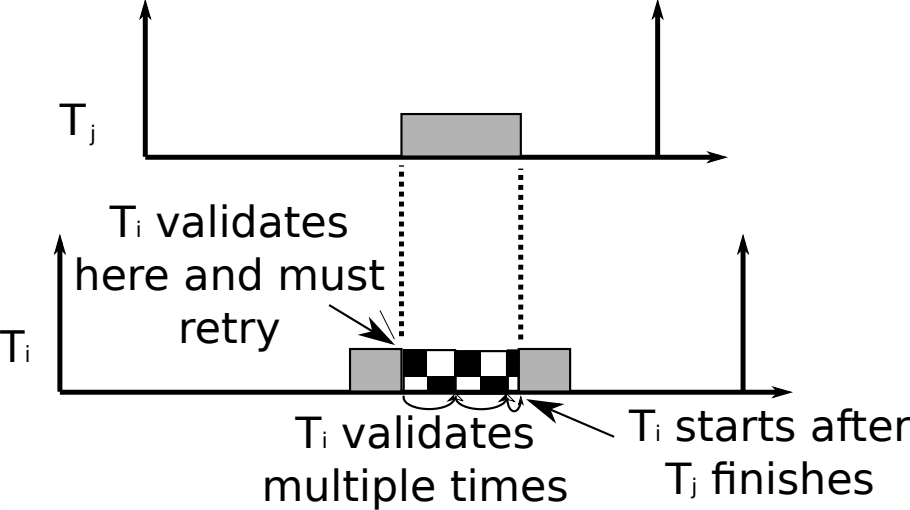 Tj
Ti validates
here and must
retry
Ti
Ti validates
multiple times
Ti starts after
Tj finishes